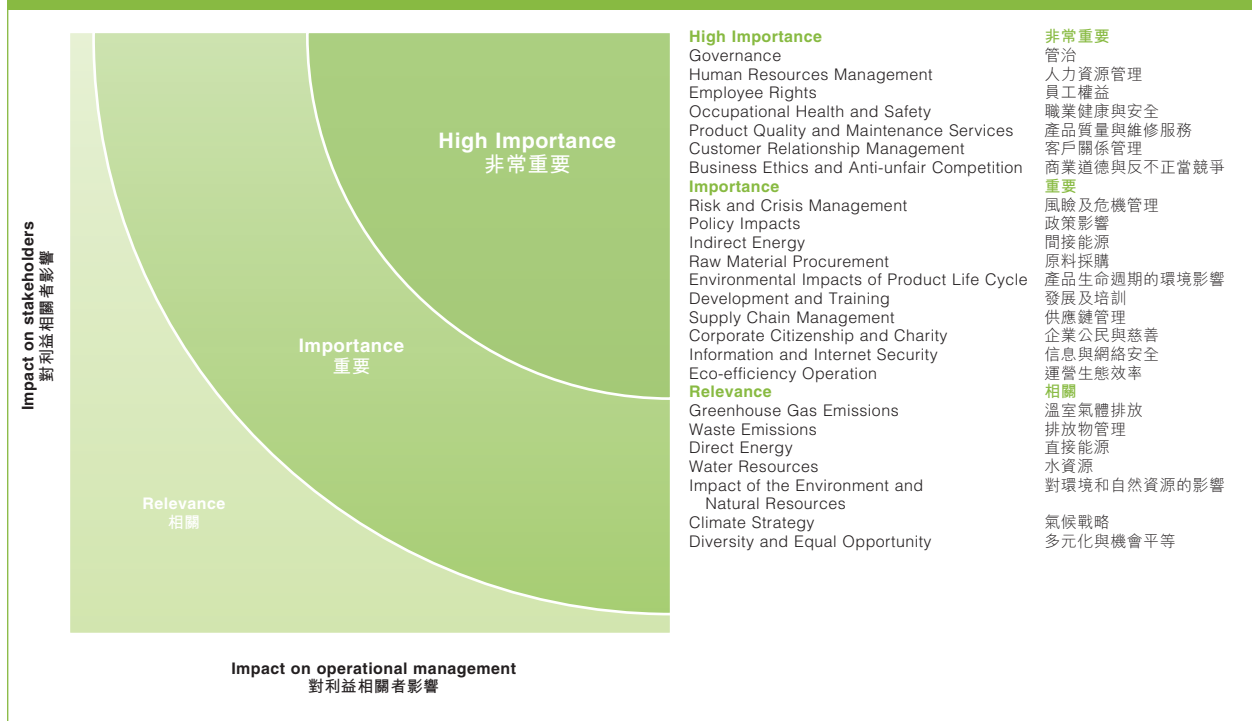 High Importance
非常重要
Importance
重要
Relevance
相關
Impact on stakeholders
對利益相關者影響
Impact on operational management
對利益相關者影響
High Importance 非常重要
Governance 管治
Human Resources Management 人力資源管理
Employee Rights 員工權益
Occupational Health and Safety 職業健康與安全
Product Quality and Maintenance Services 產品質量與維修服務
Customer Relationship Management 客戶關係管理
Business Ethics and Anti-unfair Competition 商業道德與反不正當競爭
Importance 重要
Risk and Crisis Management 風險及危機管理
Policy Impacts 政策影響
Indirect Energy 間接能源
Raw Material Procurement 原料採購
Environmental Impacts of Product Life Cycle 產品生命週期的環境影響
Development and Training 發展及培訓
Supply Chain Management 供應鏈管理
Corporate Citizenship and Charity 企業公民與慈善
Information and Internet Security 信息與網絡安全
Eco-efficiency Operation 運營生態效率
Relevance 相關
Greenhouse Gas Emissions 溫室氣體排放
Waste Emissions 排放物管理
Direct Energy 直接能源
Water Resources 水資源
Impact of the Environment and 對環境和自然資源的影響
Natural Resources
Climate Strategy 氣候戰略
Diversity and Equal Opportunity 多元化與機會平等